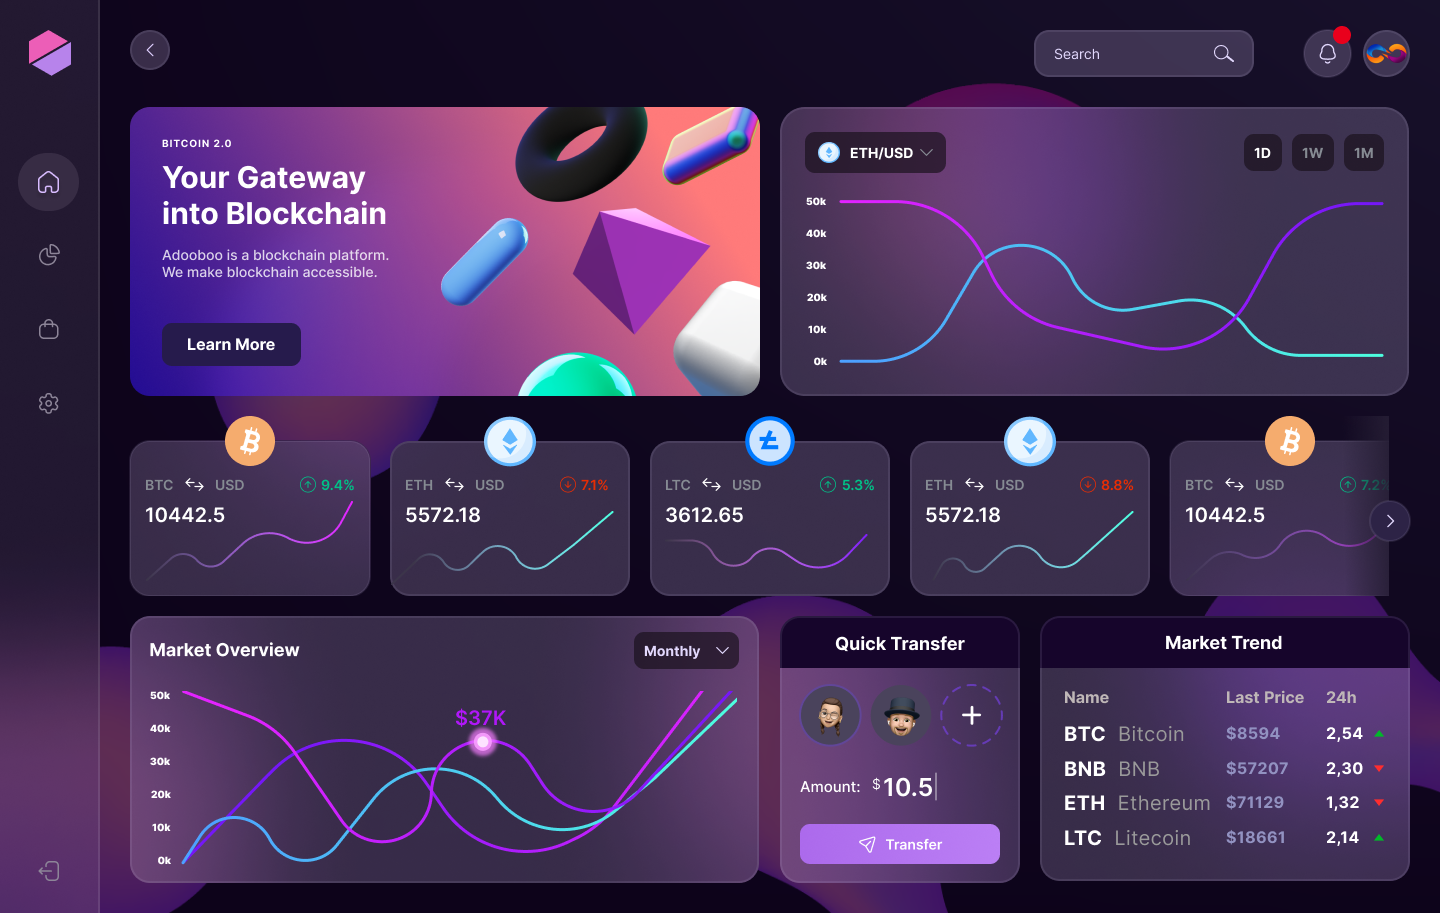 Search
BITCOIN 2.0
Your Gateway
into Blockchain
Adooboo is a blockchain platform.
We make blockchain accessible.
Learn More
ETH/USD
1D 1W 1M
50k
40k
30k
20k
10k
0k
BTC USD 9.4%
10442.5
ETH USD 7.1%
5572.18
LTC USD 5.3%
3612.65
ETH USD 8.8%
5572.18
BTC USD 7.2%
10442.5
Market Overview
Monthly
50k
40k
30k
20k
10k
0k
$37K
Quick Transfer
Amount: $10.5
Transfer
Market Trend
Name Last Price 24h
BTC Bitcoin $8594 2,54
BNB BNB $57207 2,30
ETH Ethereum $71129 1,32
LTC Litecoin $18661 2,14